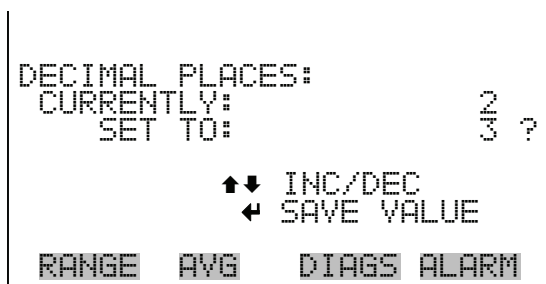 DECIMAL PLACES:
CURRENTLY: 2
SET TO: 3 ?
⬆⬇ INC/DEC
↵ SAVE VALUE
RANGE AVG DIAGS ALARM